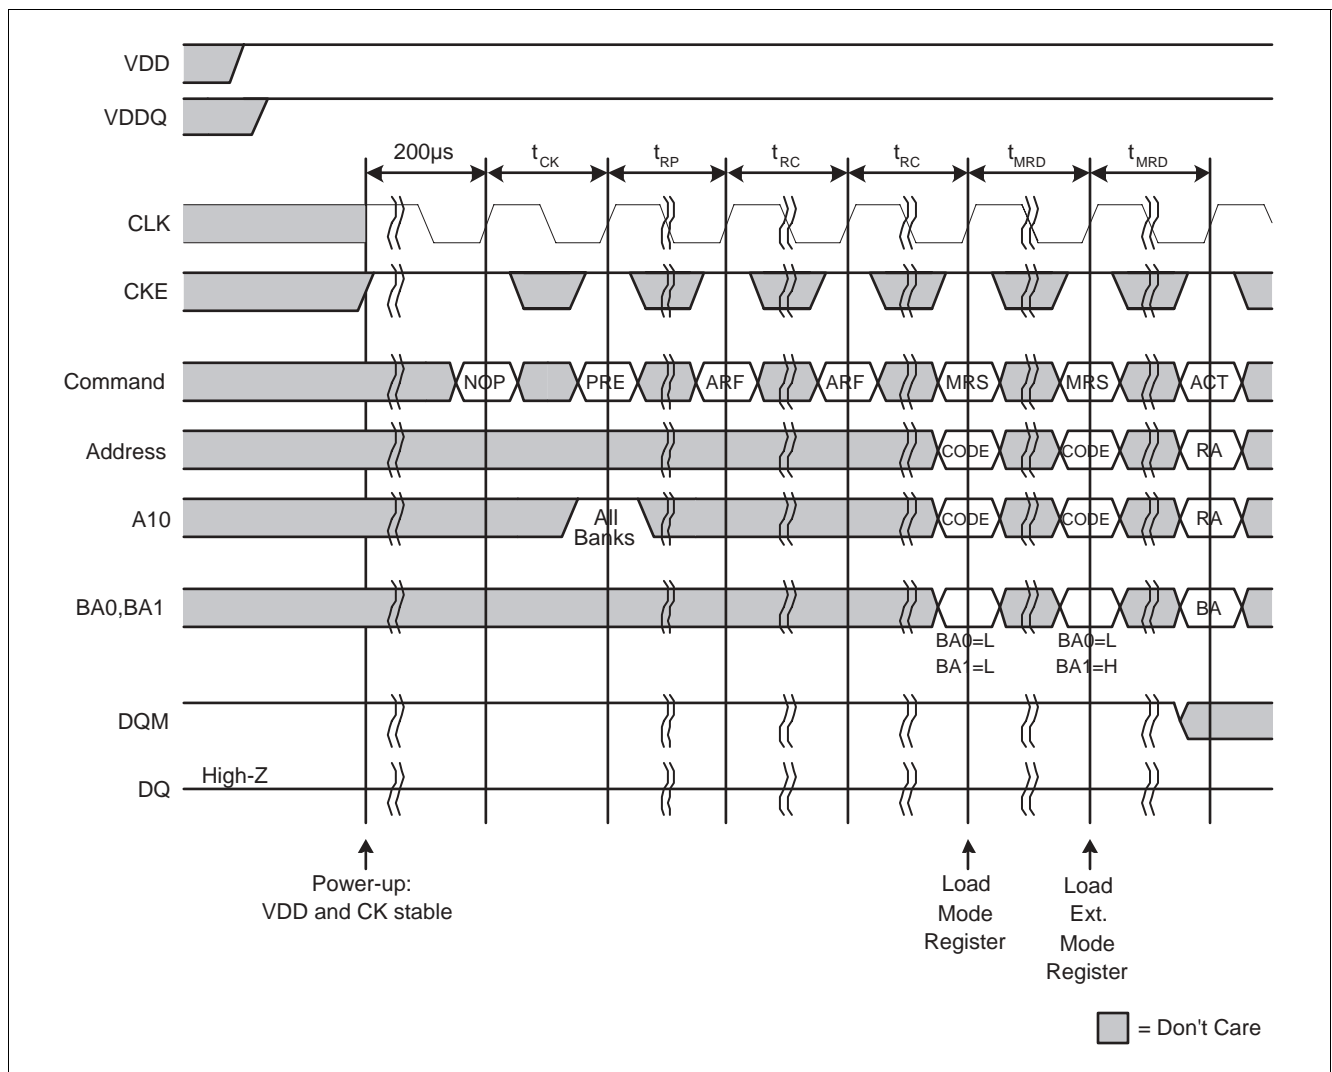 VDD
VDDQ
200µs tCK tRP tRC tRC tMRD tMRD
CLK
CKE
Command NOP PRE ARF ARF MRS MRS ACT
Address CODE CODE RA
A10 All Banks CODE CODE RA
BA0,BA1 BA
BA0=L BA0=L
BA1=L BA1=H
DQM
DQ High-Z
Power-up:
VDD and CK stable
Load
Mode
Register
Load
Ext.
Mode
Register
= Don't Care